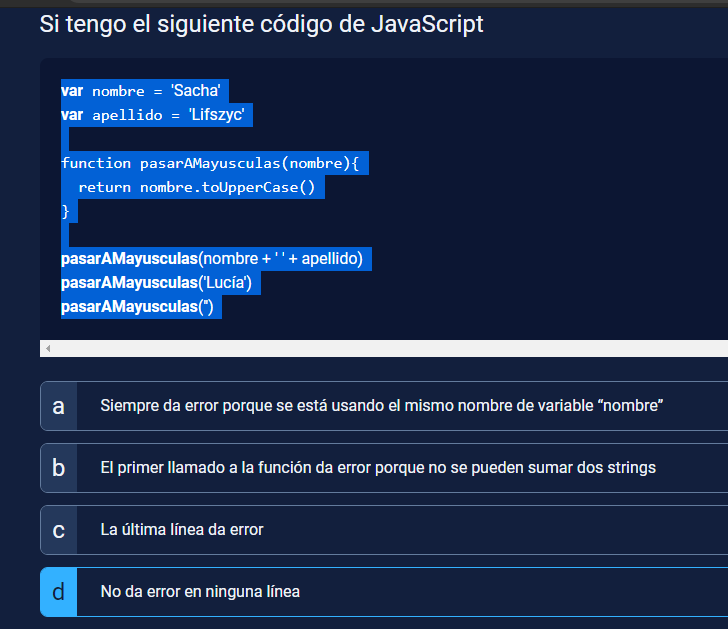 Si tengo el siguiente código de JavaScript
var nombre = 'Sacha'
var apellido = 'Lifszyc'
function pasarAMayusculas(nombre){
return nombre.toUpperCase()
}
pasarAMayusculas(nombre + ' ' + apellido)
pasarAMayusculas('Lucía')
pasarAMayusculas('')
a Siempre da error porque se está usando el mismo nombre de variable “nombre”
b El primer llamado a la función da error porque no se pueden sumar dos strings
c La última línea da error
d No da error en ninguna línea